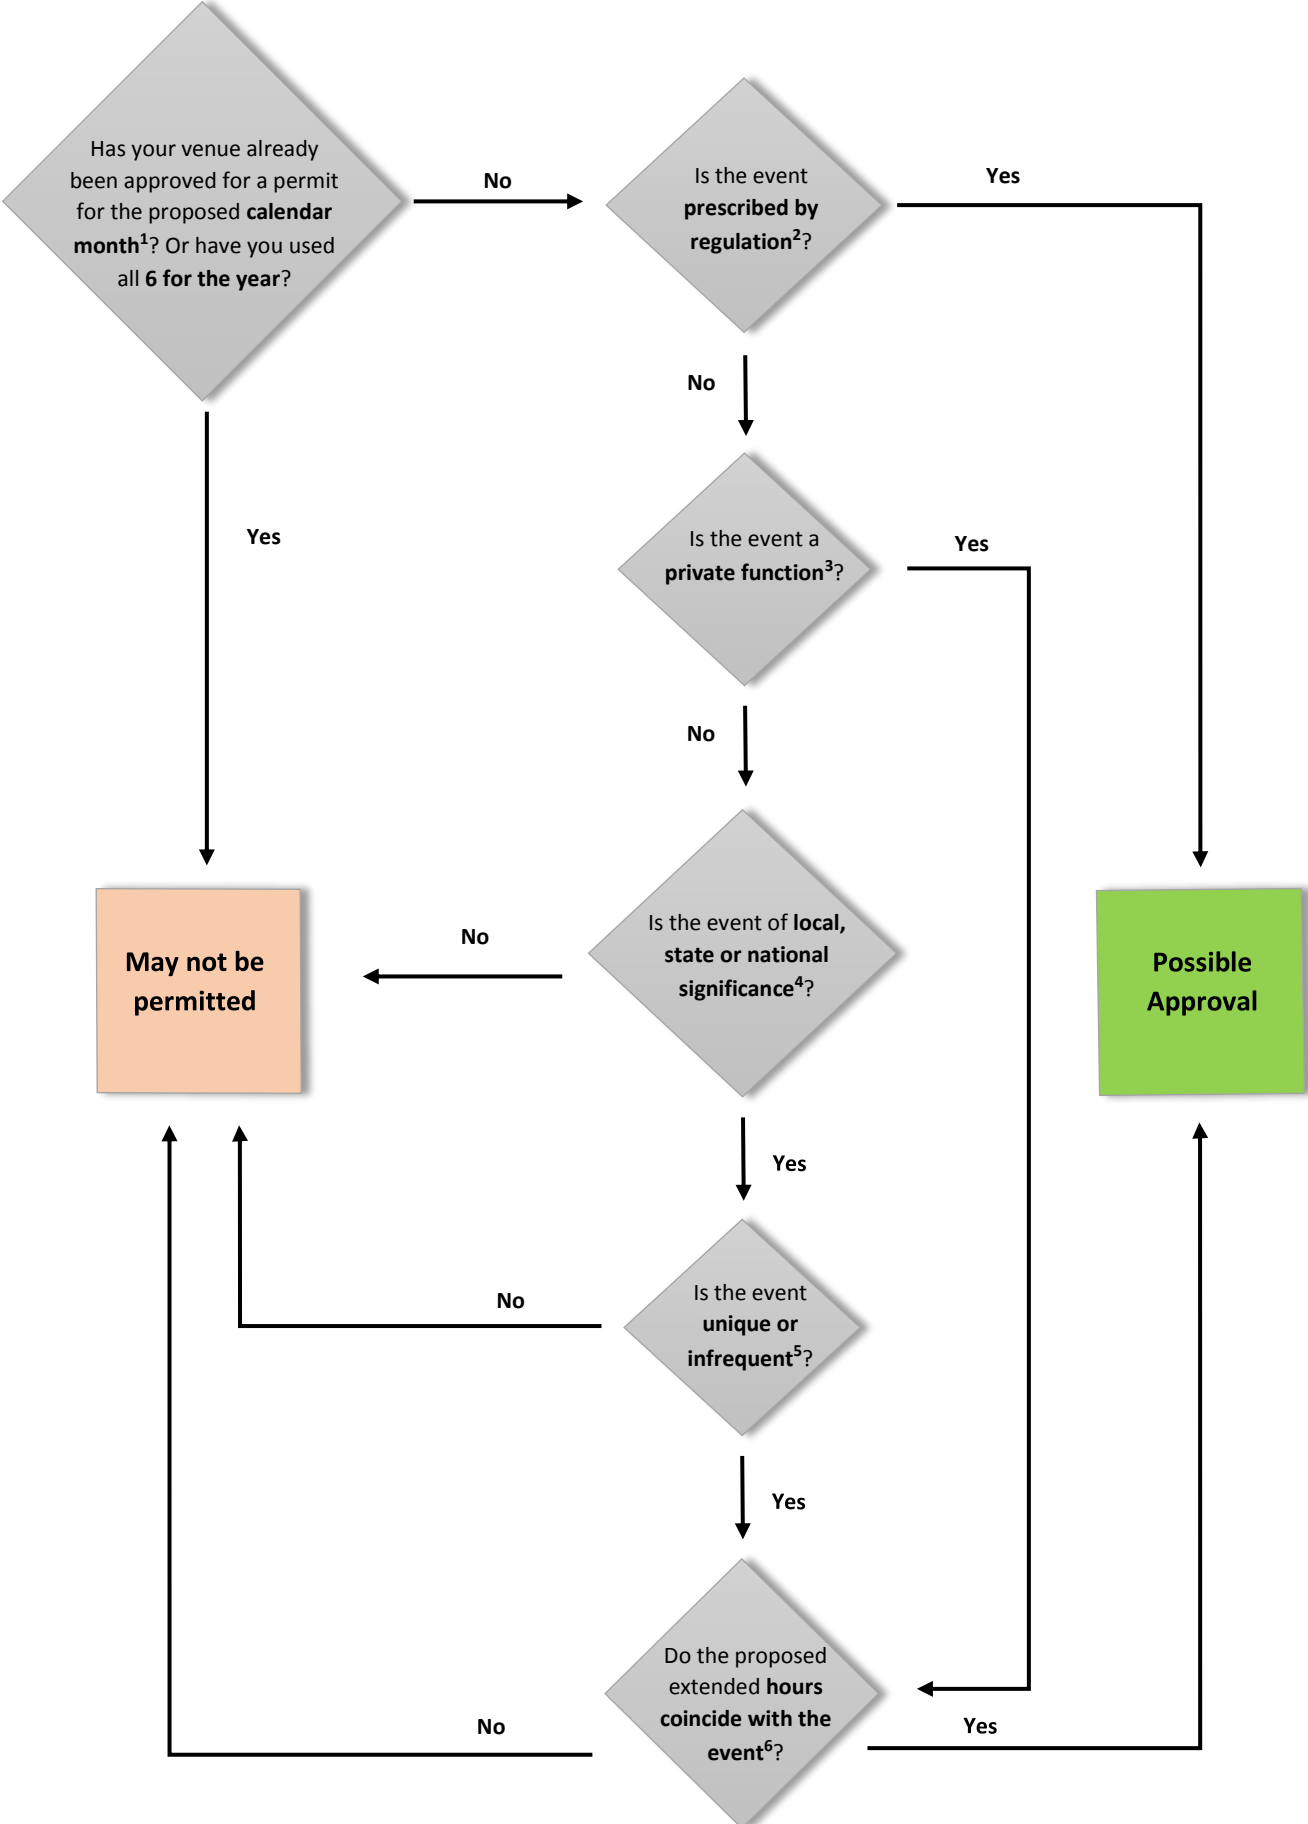 Has your venue already
been approved for a permit
for the proposed calendar
month1? Or have you used
all 6 for the year?
No
Is the event
prescribed by
regulation2?
Yes
No
Yes
Is the event a
private function3?
Yes
No
May not be
permitted
No
Is the event of local,
state or national
significance4?
Possible
Approval
Yes
No
Is the event
unique or
infrequent5?
Yes
Do the proposed
extended hours
coincide with the
event6?
No
Yes